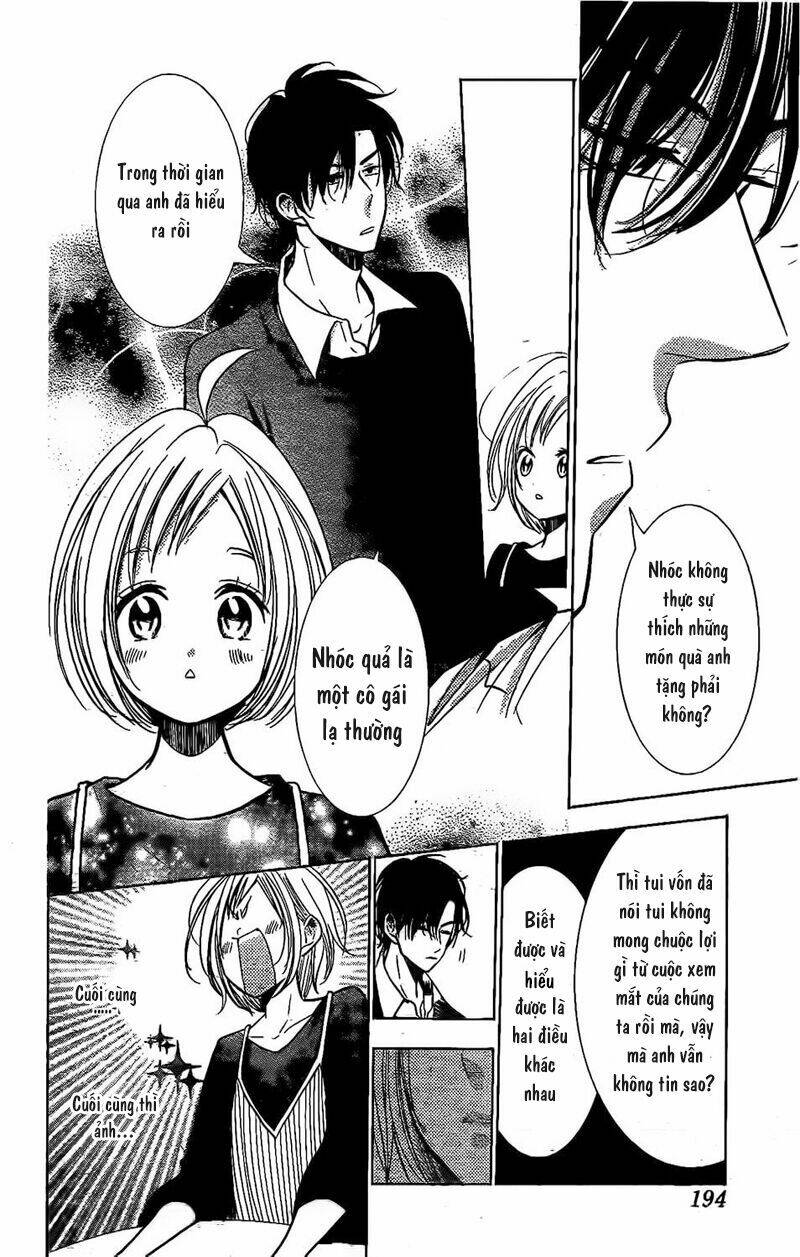 Nhóc không
thực sự
thích những
món quà anh
tặng phải
không?
Trong thời gian
qua anh đã hiểu
ra rồi
Nhóc quả là
một cô gái
lạ thường
Thì tui vốn đã
nói tui không
mong chuộc lợi
gì từ cuộc xem
mắt của chúng
ta rồi mà, vậy
mà anh vẫn
không tin sao?
Biết
được và
hiểu
được là
hai điều
khác
nhau
Cuối cùng
.....
Cuối cùng thì
ảnh...
194